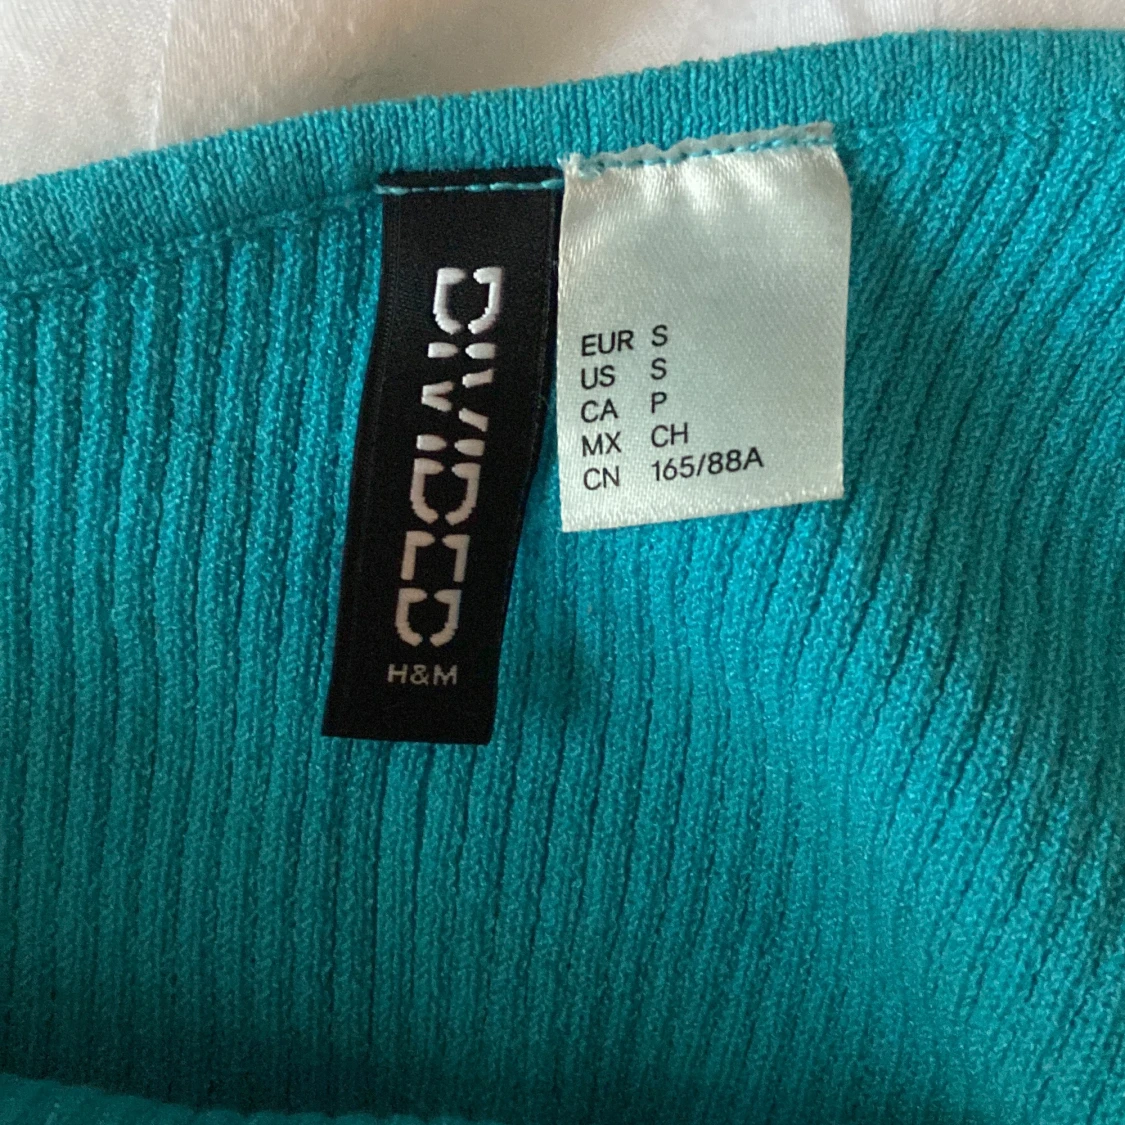 DIVIDED
H&M
EUR S
US S
CA P
MX CH
CN 165/88A